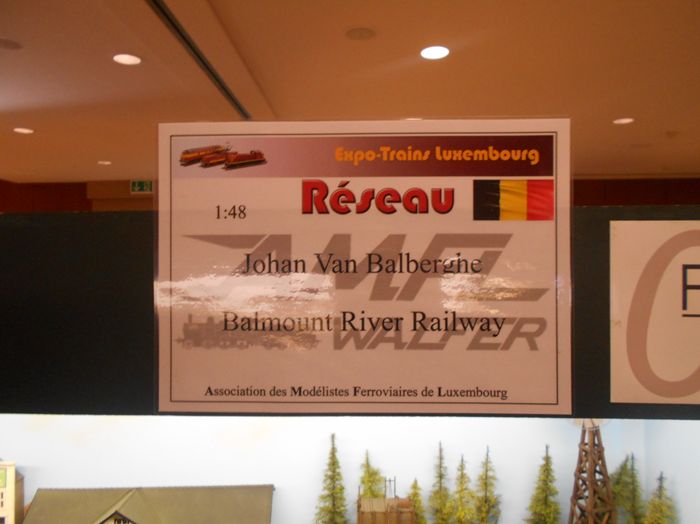 Expo-Trains Luxembourg
Réseau
1:48
AMFL
Johan Van Balberghe
Balmount River Railway
WALFER
Association des Modélistes Ferroviaires de Luxembourg